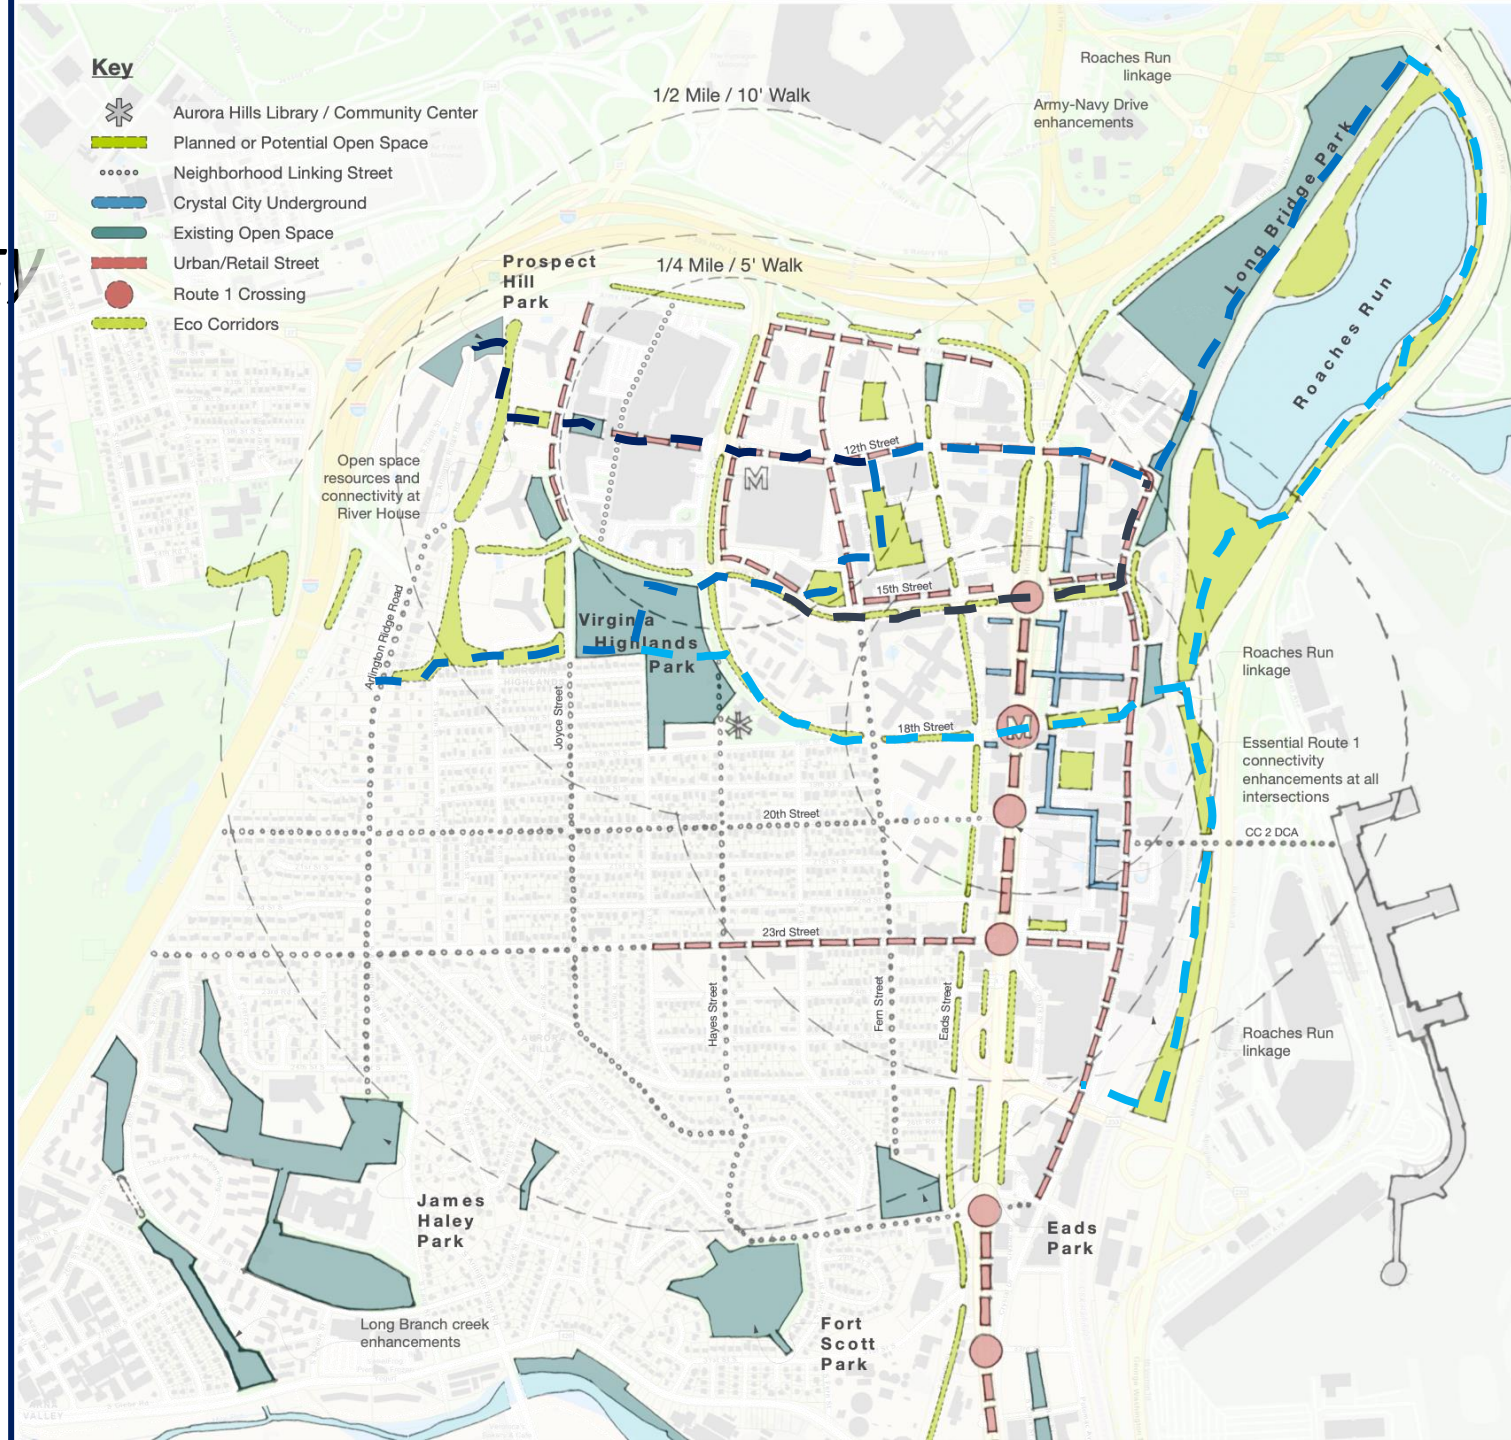 Key
Aurora Hills Library / Community Center
Planned or Potential Open Space
Neighborhood Linking Street
Crystal City Underground
Existing Open Space
Urban/Retail Street
Route 1 Crossing
Eco Corridors
y
1/2 Mile / 10' Walk
1/4 Mile / 5' Walk
Roaches Run
linkage
Army-Navy Drive
enhancements
Prospect
Hill
Park
Long Bridge Park
Roaches Run
12th Street
M
Open space
resources and
connectivity at
River House
15th Street
Arlington Ridge Road
Virginia
Highlands
Park
Joyce Street
18th Street
M
Roaches Run
linkage
Essential Route 1
connectivity
enhancements at all
intersections
20th Street
CC 2 DCA
23rd Street
Hayes Street
Fern Street
Eads Street
Roaches Run
linkage
James
Haley
Park
Eads
Park
Long Branch creek
enhancements
Fort
Scott
Park
VALLEY